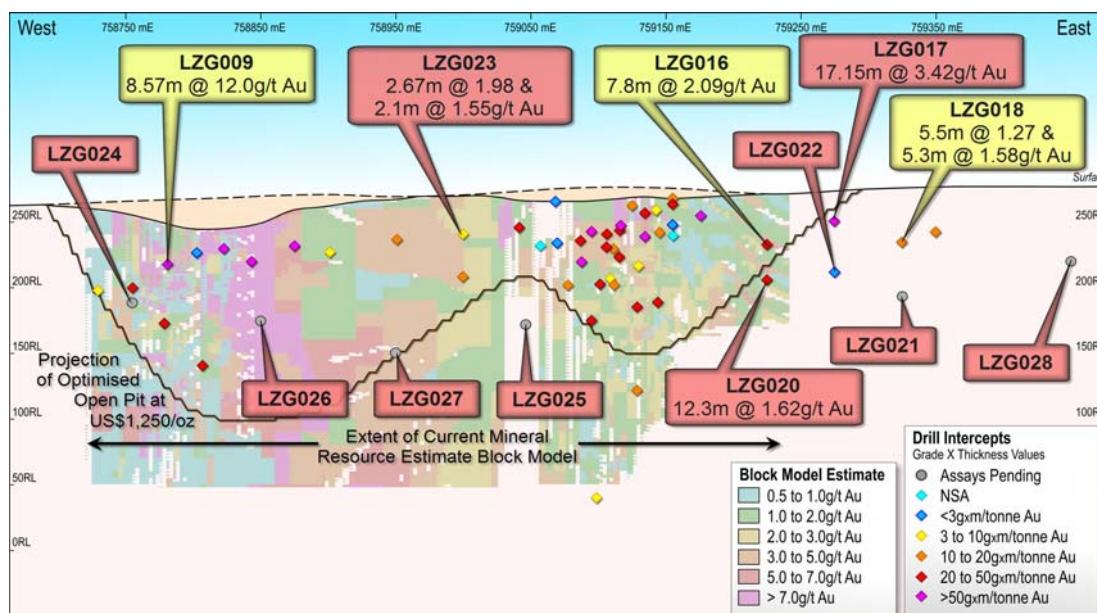 West
758750 mE
758850 mE
758950 mE
759050 mE
759150 mE
759250 mE
759350 mE
East
LZG009
8.57m @ 12.0g/t Au
LZG023
2.67m @ 1.98 &
2.1m @ 1.55g/t Au
LZG016
7.8m @ 2.09g/t Au
LZG017
17.15m @ 3.42g/t Au
LZG018
5.5m @ 1.27 &
5.3m @ 1.58g/t Au
LZG024
LZG022
Surfa
250RL
250R
200RL
200R
150RL
150R
100RL
100R
50RL
0RL
LZG021
LZG028
Projection
of Optimised
Open Pit at
US$1,250/oz
LZG026
LZG027
LZG025
LZG020
12.3m @ 1.62g/t Au
Extent of Current Mineral
Resource Estimate Block Model
Block Model Estimate
0.5 to 1.0g/t Au
1.0 to 2.0g/t Au
2.0 to 3.0g/t Au
3.0 to 5.0g/t Au
5.0 to 7.0g/t Au
> 7.0g/t Au
Drill Intercepts
Grade X Thickness Values
Assays Pending
NSA
<3gxm/tonne Au
3 to 10gxm/tonne Au
10 to 20gxm/tonne Au
20 to 50gxm/tonne Au
>50gxm/tonne Au